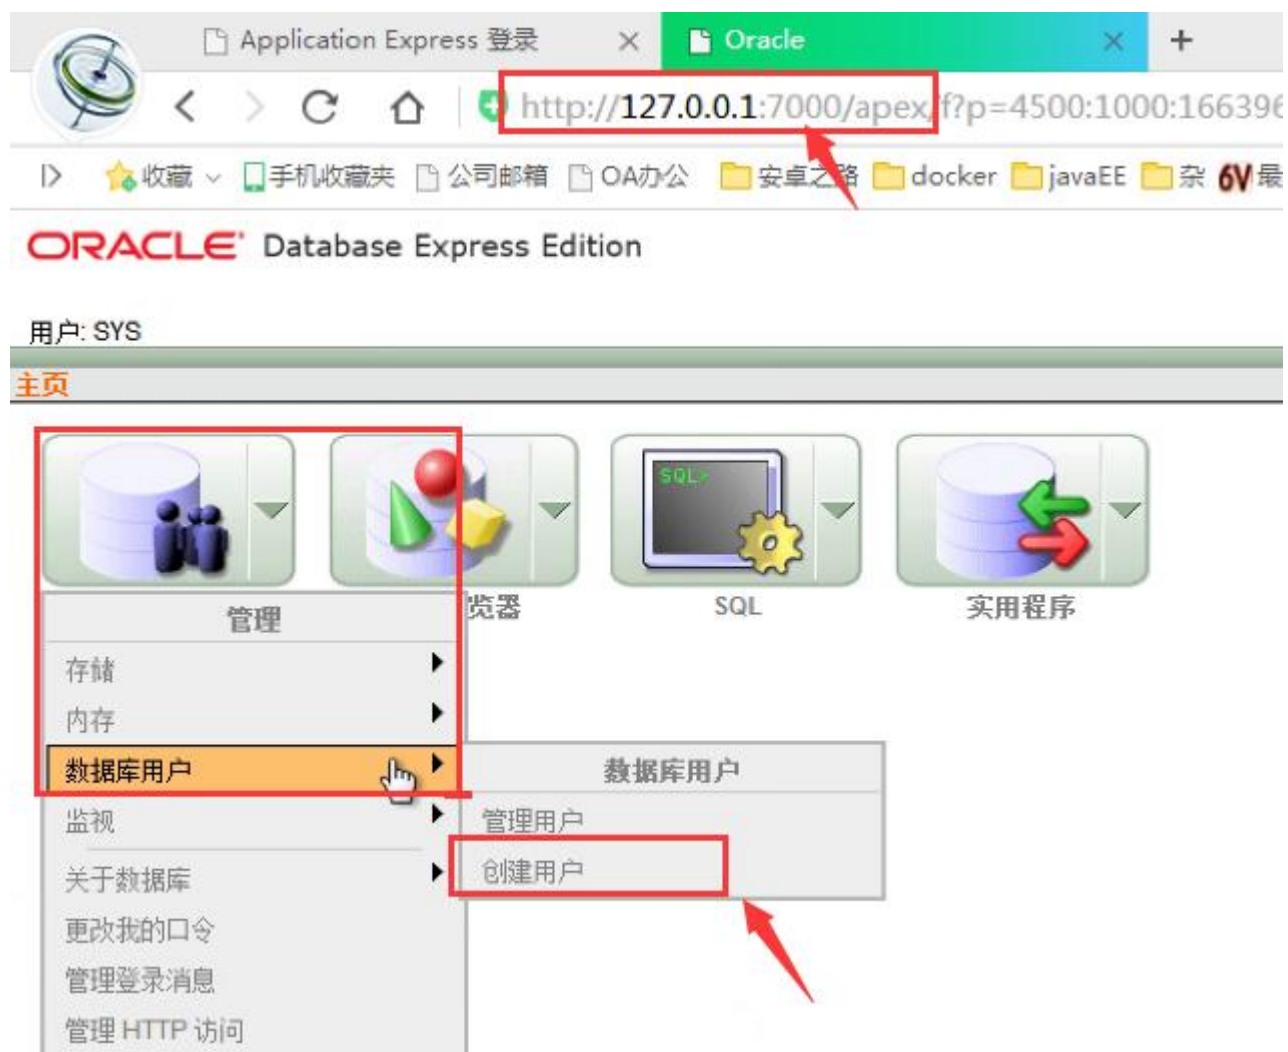 Application Express 登录
Oracle
http://127.0.0.1:7000/apex/f?p=4500:1000:166396
收藏 手机收藏夹 公司邮箱 OA办公 安卓之路 docker javaEE 杂 6V 最
ORACLE Database Express Edition
用户: SYS
主页
SQL>
览器 SQL 实用程序
管理
存储
内存
数据库用户
数据库用户
监视
管理用户
关于数据库
创建用户
更改我的口令
管理登录消息
管理 HTTP 访问